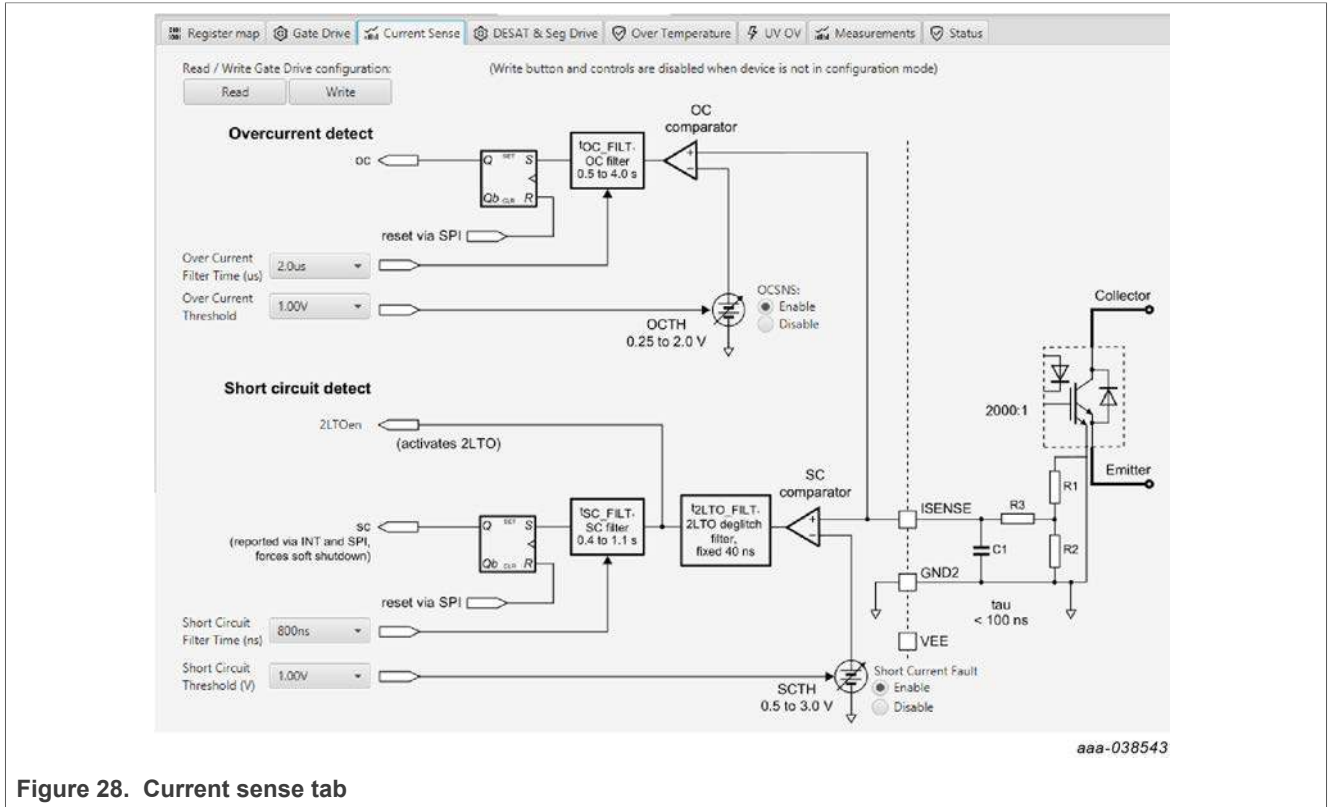 Register map Gate Drive Current Sense DESAT & Seg Drive Over Temperature UV OV Measurements Status
Read / Write Gate Drive configuration:
(Write button and controls are disabled when device is not in configuration mode)
Read Write
Overcurrent detect
OC
comparator
oc
Q SET S
Qb CLR R
tOC_FILT.
OC filter
0.5 to 4.0 s
+
−
reset via SPI
Over Current
Filter Time (us)
2.0us
Over Current
Threshold
1.00V
OCTH
0.25 to 2.0 V
OCSNS:
Enable
Disable
Collector
2000:1
Emitter
Short circuit detect
2LTOen
(activates 2LTO)
SC
comparator
sc
(reported via INT and SPI,
forces soft shutdown)
Q SET S
Qb CLR R
tSC_FILT.
SC filter
0.4 to 1.1 s
t2LTO_FILT.
2LTO deglitch
filter,
fixed 40 ns
+
−
ISENSE
R3
R1
C1
R2
GND2
tau
< 100 ns
VEE
reset via SPI
Short Circuit
Filter Time (ns)
800ns
Short Circuit
Threshold (V)
1.00V
SCTH
0.5 to 3.0 V
Short Current Fault
Enable
Disable
aaa-038543
Figure 28. Current sense tab